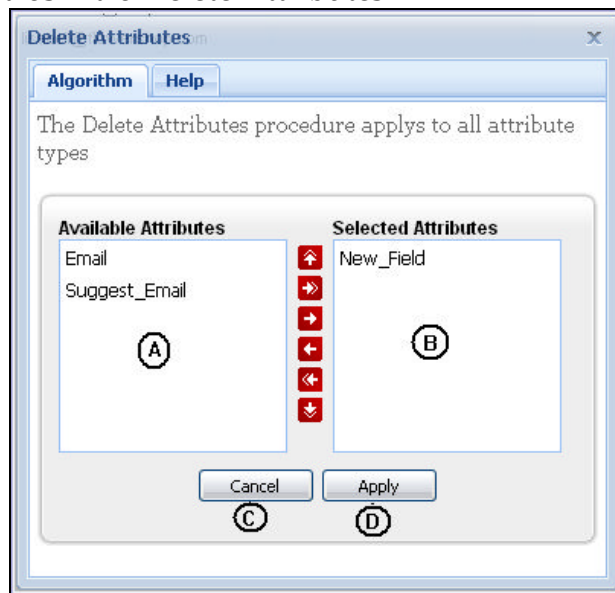 Delete Attributes
Algorithm Help
The Delete Attributes procedure applys to all attribute
types
Available Attributes Selected Attributes
Email New_Field
Suggest_Email
A B
Cancel Apply
C D